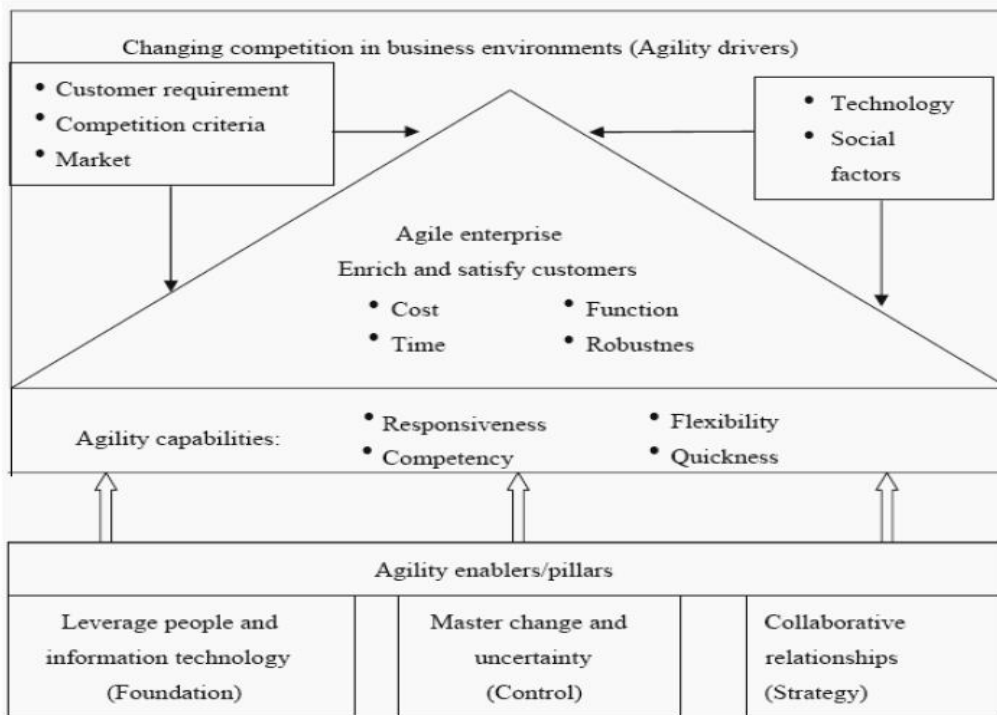 Changing competition in business environments (Agility drivers)
• Customer requirement
• Competition criteria
• Market
• Technology
• Social
factors
Agile enterprise
Enrich and satisfy customers
• Cost
• Time
• Function
• Robustnes
Agility capabilities:
• Responsiveness
• Competency
• Flexibility
• Quickness
Agility enablers/pillars
Leverage people and
information technology
(Foundation)
Master change and
uncertainty
(Control)
Collaborative
relationships
(Strategy)